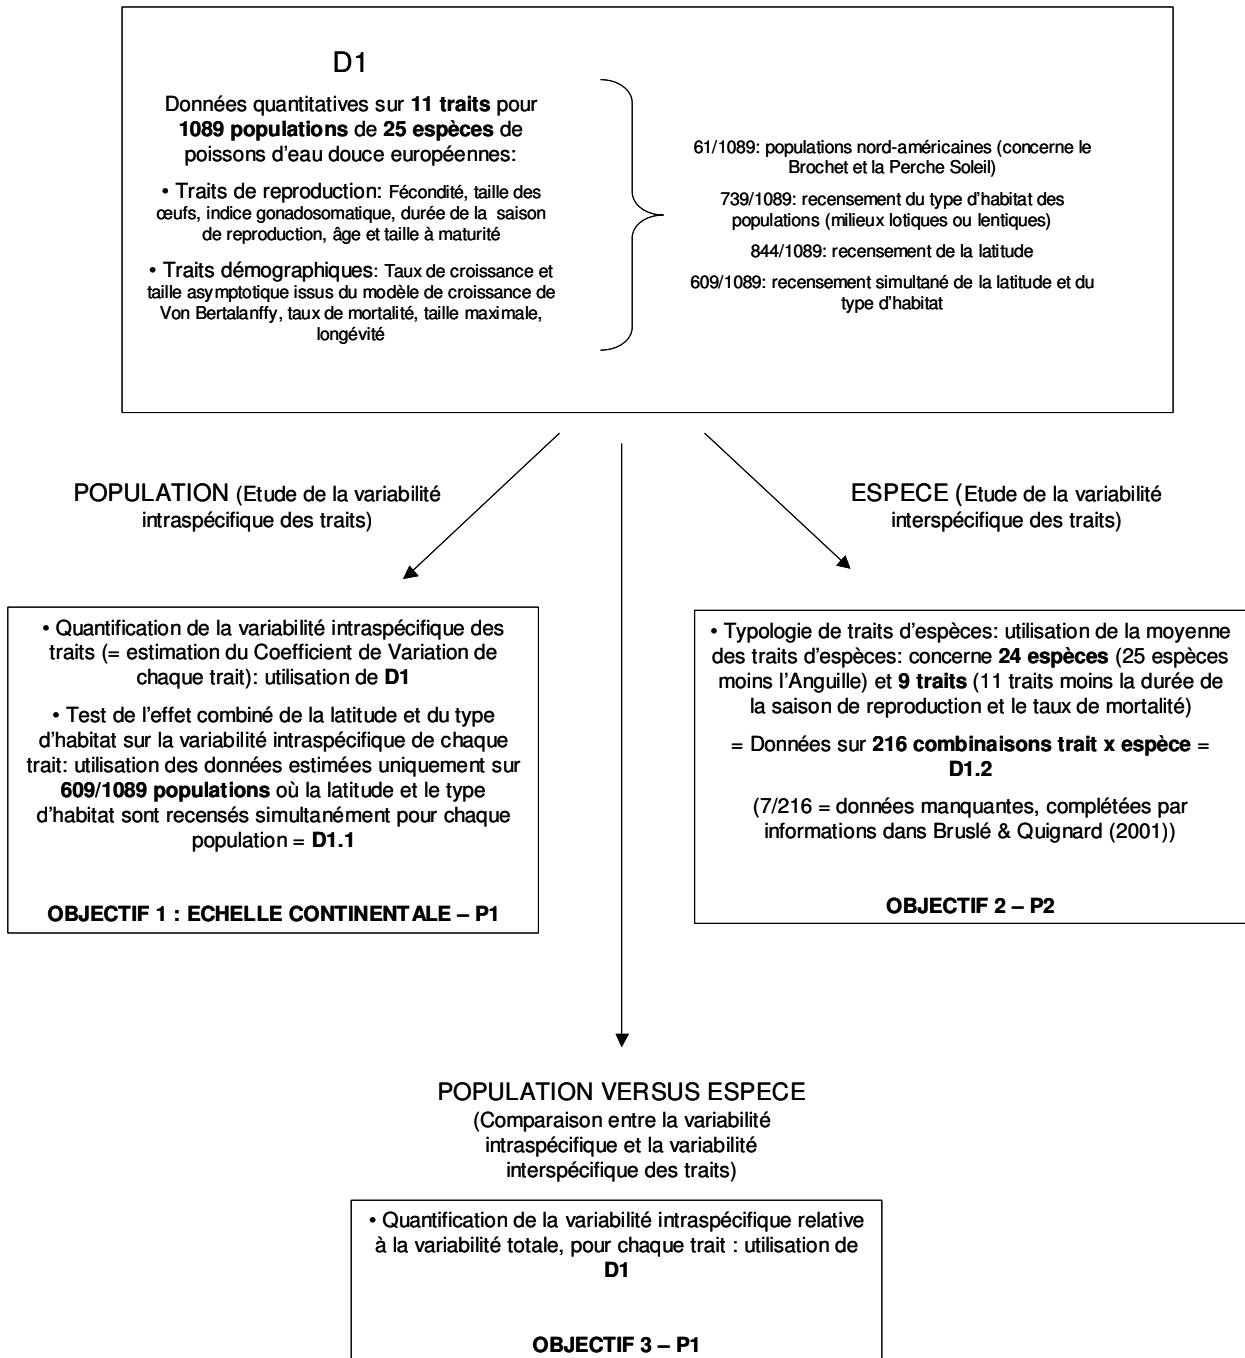 D1
Données quantitatives sur 11 traits pour
1089 populations de 25 espèces de
poissons d'eau douce européennes:
• Traits de reproduction: Fécondité, taille des
œufs, indice gonadosomatique, durée de la saison
de reproduction, âge et taille à maturité
• Traits démographiques: Taux de croissance et
taille asymptotique issus du modèle de croissance de
Von Bertalanffy, taux de mortalité, taille maximale,
longévité
61/1089: populations nord-américaines (concerne le
Brochet et la Perche Soleil)
739/1089: recensement du type d'habitat des
populations (milieux lotiques ou lentiques)
844/1089: recensement de la latitude
609/1089: recensement simultané de la latitude et du
type d'habitat
POPULATION (Etude de la variabilité
intraspécifique des traits)
ESPECE (Etude de la variabilité
interspécifique des traits)
• Quantification de la variabilité intraspécifique des
traits (= estimation du Coefficient de Variation de
chaque trait): utilisation de D1
• Test de l'effet combiné de la latitude et du type
d'habitat sur la variabilité intraspécifique de chaque
trait: utilisation des données estimées uniquement sur
609/1089 populations où la latitude et le type
d'habitat sont recensés simultanément pour chaque
population = D1.1
OBJECTIF 1 : ECHELLE CONTINENTALE – P1
• Typologie de traits d'espèces: utilisation de la moyenne
des traits d'espèces: concerne 24 espèces (25 espèces
moins l'Anguille) et 9 traits (11 traits moins la durée de
la saison de reproduction et le taux de mortalité)
= Données sur 216 combinaisons trait x espèce =
D1.2
(7/216 = données manquantes, complétées par
informations dans Bruslé & Quignard (2001))
OBJECTIF 2 – P2
POPULATION VERSUS ESPECE
(Comparaison entre la variabilité
intraspécifique et la variabilité
interspécifique des traits)
• Quantification de la variabilité intraspécifique relative
à la variabilité totale, pour chaque trait : utilisation de
D1
OBJECTIF 3 – P1